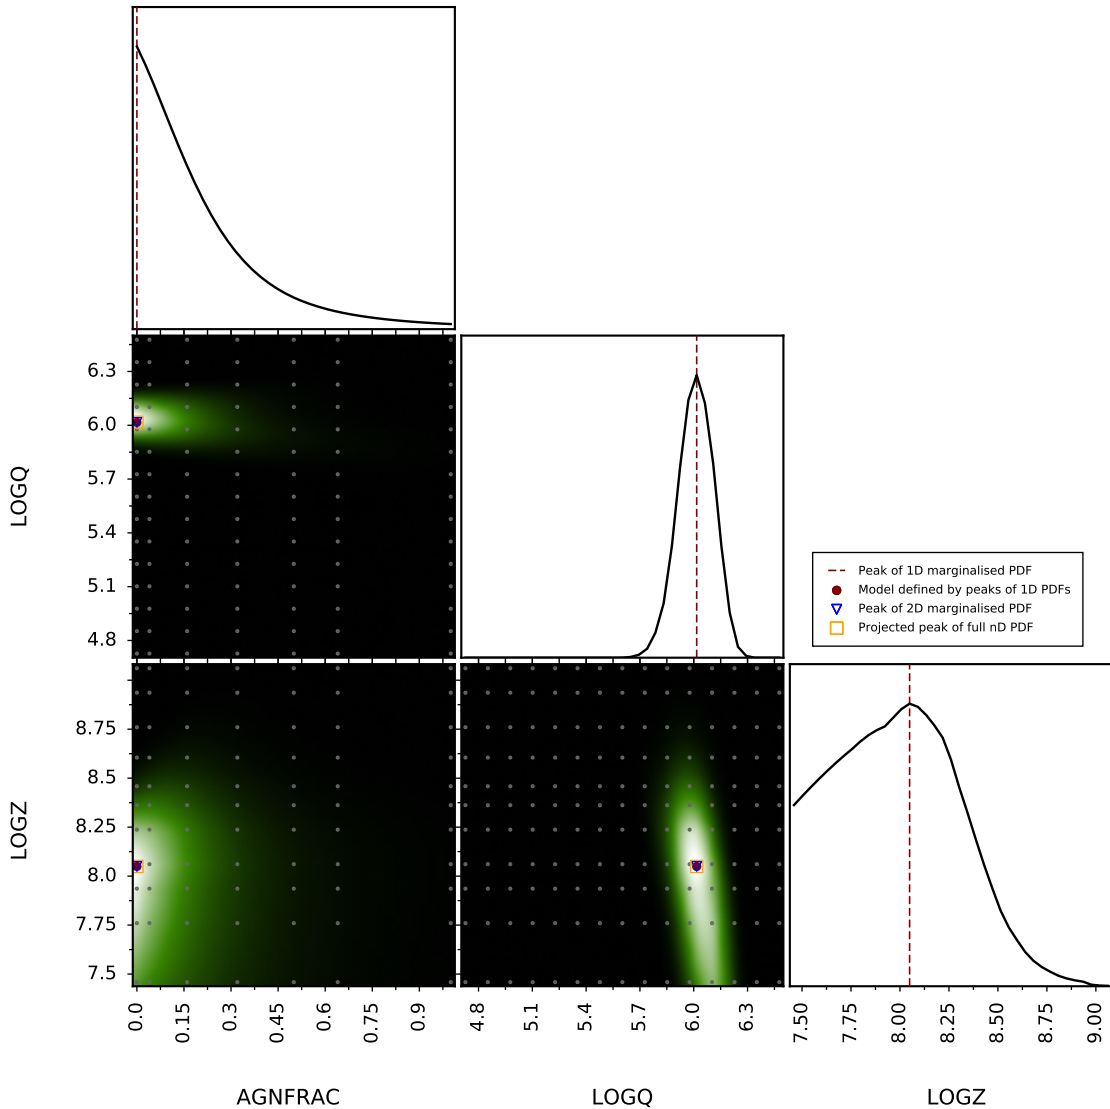 6.3
6.0
5.7
5.4
5.1
4.8
LOGQ
Peak of 1D marginalised PDF
Model defined by peaks of 1D PDFs
Peak of 2D marginalised PDF
Projected peak of full nD PDF
8.75
8.5
8.25
8.0
7.75
7.5
LOGZ
0.0 0.15 0.3 0.45 0.6 0.75 0.9
4.8 5.1 5.4 5.7 6.0 6.3
7.50 7.75 8.00 8.25 8.50 8.75 9.00
AGNFRAC LOGQ LOGZ